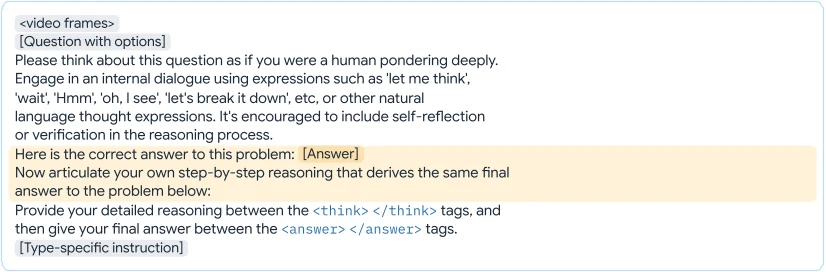 <video frames>
[Question with options]
Please think about this question as if you were a human pondering deeply.
Engage in an internal dialogue using expressions such as 'let me think',
'wait', 'Hmm', 'oh, I see', 'let's break it down', etc, or other natural
language thought expressions. It's encouraged to include self-reflection
or verification in the reasoning process.
Here is the correct answer to this problem: [Answer]
Now articulate your own step-by-step reasoning that derives the same final
answer to the problem below:
Provide your detailed reasoning between the <think> </think> tags, and
then give your final answer between the <answer> </answer> tags.
[Type-specific instruction]